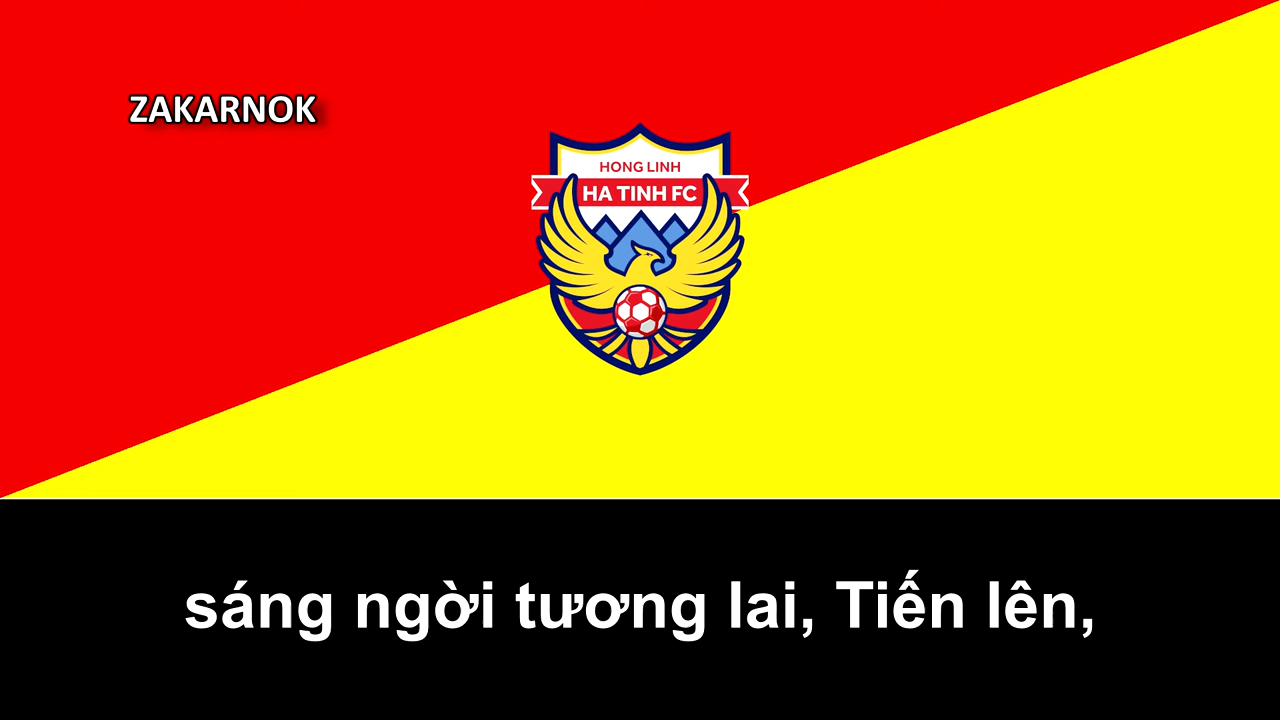 ZAKARNOK
HONG LINH
HA TINH FC
sáng ngời tương lai, Tiến lên,